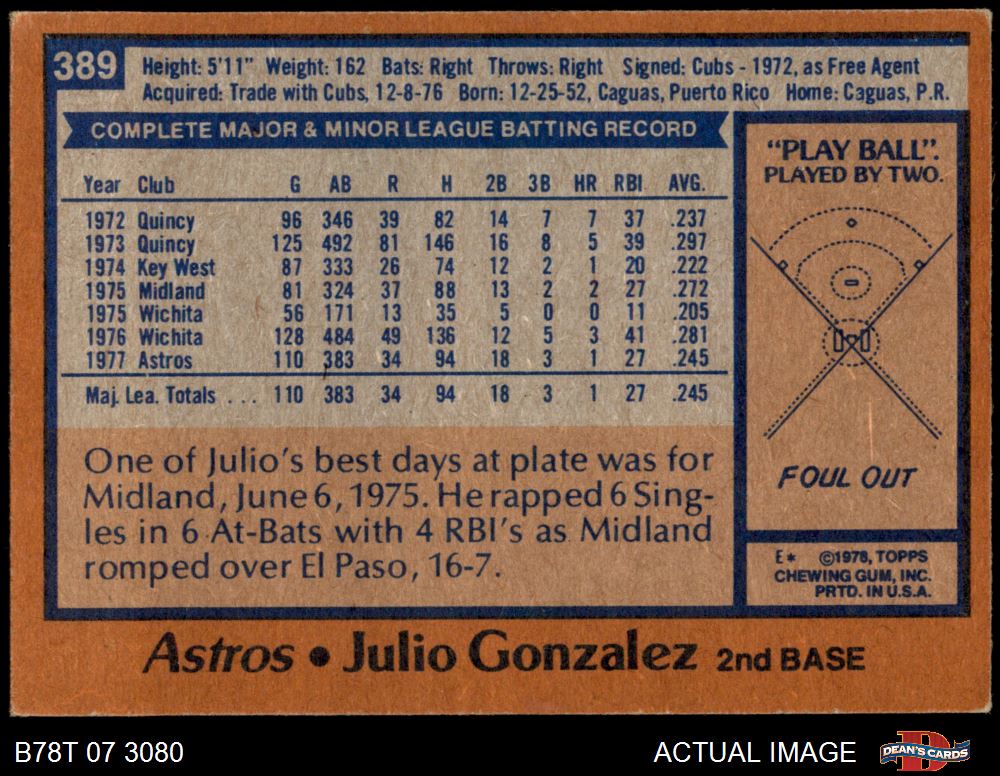 389
Height: 5'11" Weight: 162 Bats: Right Throws: Right Signed: Cubs - 1972, as Free Agent
Acquired: Trade with Cubs, 12-8-76 Born: 12-25-52, Caguas, Puerto Rico Home: Caguas, P.R.
COMPLETE MAJOR & MINOR LEAGUE BATTING RECORD
Year Club G AB R H 2B 3B HR RBI AVG.
1972 Quincy 96 346 39 82 14 7 7 37 .237
1973 Quincy 125 492 81 146 16 8 5 39 .297
1974 Key West 87 333 26 74 12 2 1 20 .222
1975 Midland 81 324 37 88 13 2 2 27 .272
1975 Wichita 56 171 13 35 5 0 0 11 .205
1976 Wichita 128 484 49 136 12 5 3 41 .281
1977 Astros 110 383 34 94 18 3 1 27 .245
Maj. Lea. Totals . . . 110 383 34 94 18 3 1 27 .245
One of Julio's best days at plate was for
Midland, June 6, 1975. He rapped 6 Sing-
les in 6 At-Bats with 4 RBI's as Midland
romped over El Paso, 16-7.
"PLAY BALL".
PLAYED BY TWO.
FOUL OUT
E* ©1978, TOPPS
CHEWING GUM, INC.
PRTD. IN U.S.A.
Astros • Julio Gonzalez 2nd BASE
B78T 07 3080
ACTUAL IMAGE
D
DEAN'S CARDS